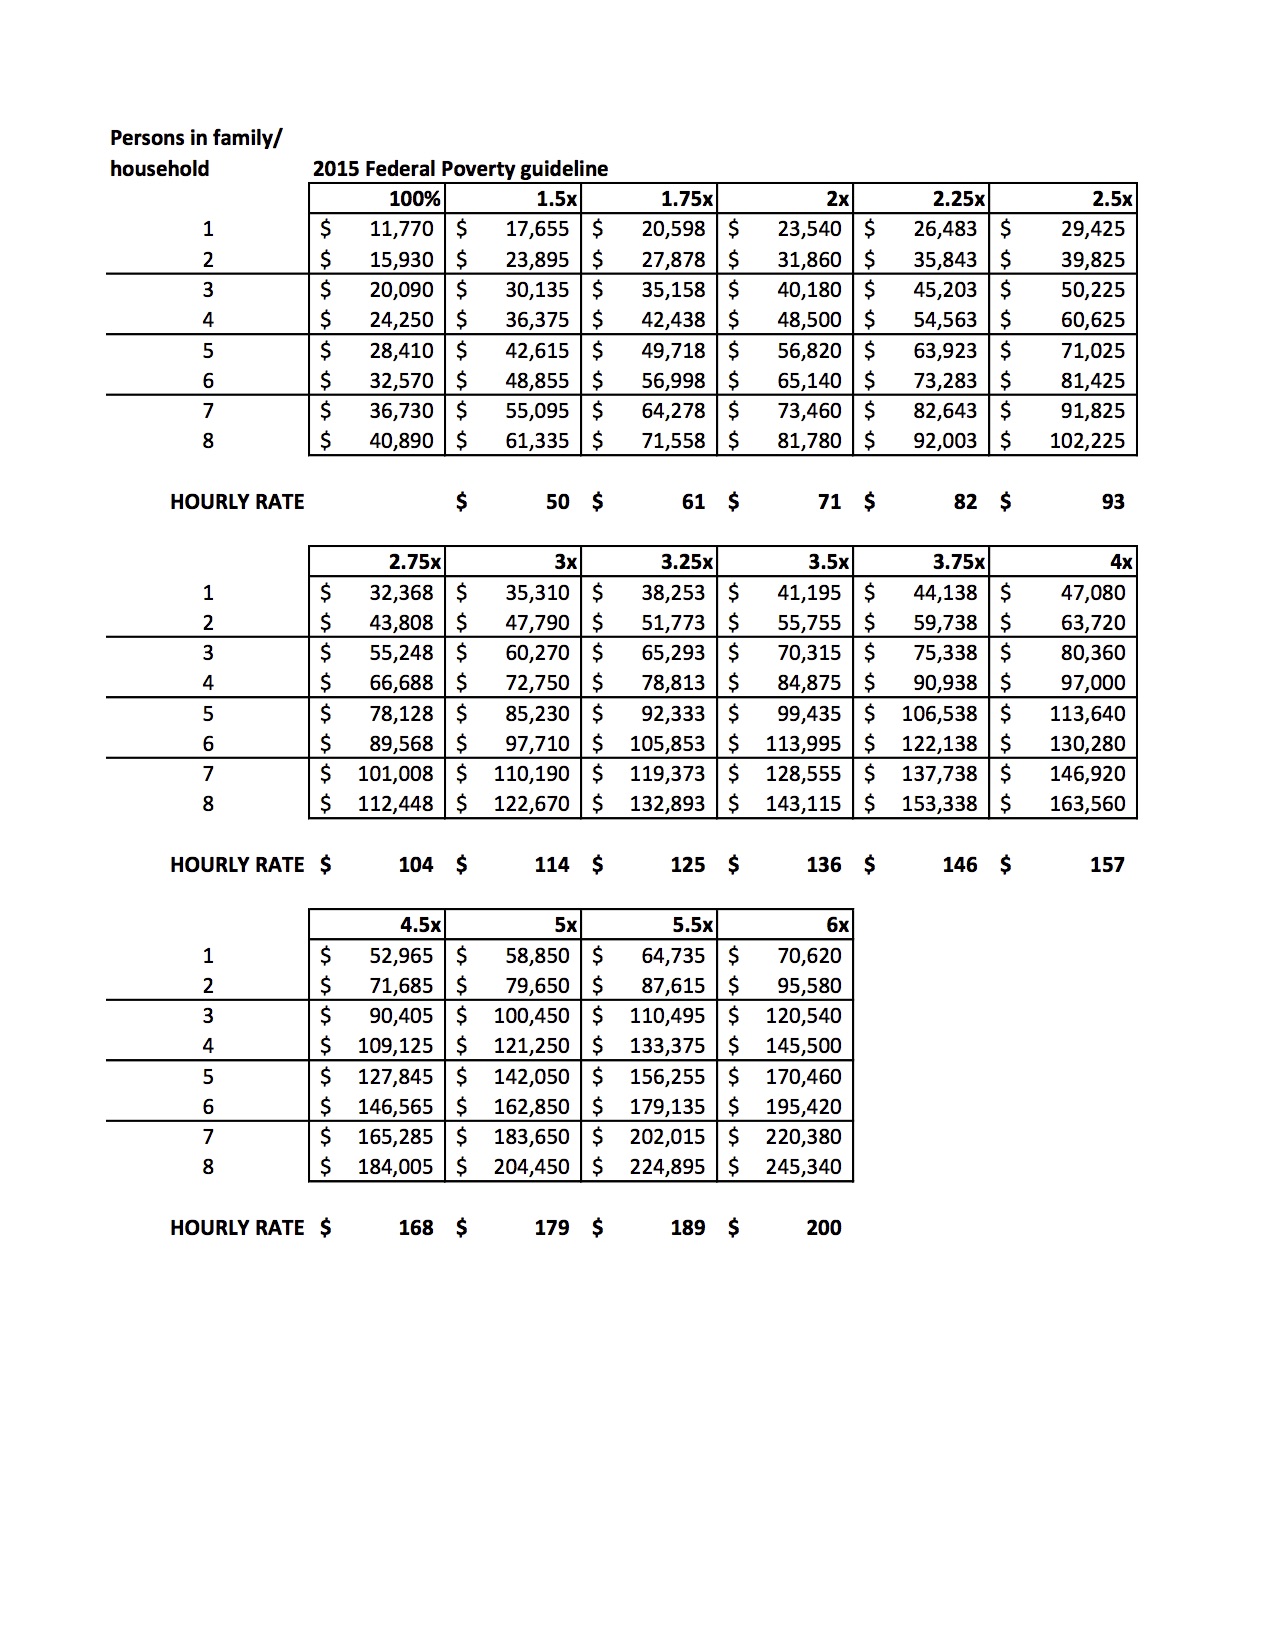 Persons in family/
household 2015 Federal Poverty guideline
100% 1.5x 1.75x 2x 2.25x 2.5x
1 $ 11,770 $ 17,655 $ 20,598 $ 23,540 $ 26,483 $ 29,425
2 $ 15,930 $ 23,895 $ 27,878 $ 31,860 $ 35,843 $ 39,825
3 $ 20,090 $ 30,135 $ 35,158 $ 40,180 $ 45,203 $ 50,225
4 $ 24,250 $ 36,375 $ 42,438 $ 48,500 $ 54,563 $ 60,625
5 $ 28,410 $ 42,615 $ 49,718 $ 56,820 $ 63,923 $ 71,025
6 $ 32,570 $ 48,855 $ 56,998 $ 65,140 $ 73,283 $ 81,425
7 $ 36,730 $ 55,095 $ 64,278 $ 73,460 $ 82,643 $ 91,825
8 $ 40,890 $ 61,335 $ 71,558 $ 81,780 $ 92,003 $ 102,225
HOURLY RATE $ 50 $ 61 $ 71 $ 82 $ 93
2.75x 3x 3.25x 3.5x 3.75x 4x
1 $ 32,368 $ 35,310 $ 38,253 $ 41,195 $ 44,138 $ 47,080
2 $ 43,808 $ 47,790 $ 51,773 $ 55,755 $ 59,738 $ 63,720
3 $ 55,248 $ 60,270 $ 65,293 $ 70,315 $ 75,338 $ 80,360
4 $ 66,688 $ 72,750 $ 78,813 $ 84,875 $ 90,938 $ 97,000
5 $ 78,128 $ 85,230 $ 92,333 $ 99,435 $ 106,538 $ 113,640
6 $ 89,568 $ 97,710 $ 105,853 $ 113,995 $ 122,138 $ 130,280
7 $ 101,008 $ 110,190 $ 119,373 $ 128,555 $ 137,738 $ 146,920
8 $ 112,448 $ 122,670 $ 132,893 $ 143,115 $ 153,338 $ 163,560
HOURLY RATE $ 104 $ 114 $ 125 $ 136 $ 146 $ 157
4.5x 5x 5.5x 6x
1 $ 52,965 $ 58,850 $ 64,735 $ 70,620
2 $ 71,685 $ 79,650 $ 87,615 $ 95,580
3 $ 90,405 $ 100,450 $ 110,495 $ 120,540
4 $ 109,125 $ 121,250 $ 133,375 $ 145,500
5 $ 127,845 $ 142,050 $ 156,255 $ 170,460
6 $ 146,565 $ 162,850 $ 179,135 $ 195,420
7 $ 165,285 $ 183,650 $ 202,015 $ 220,380
8 $ 184,005 $ 204,450 $ 224,895 $ 245,340
HOURLY RATE $ 168 $ 179 $ 189 $ 200